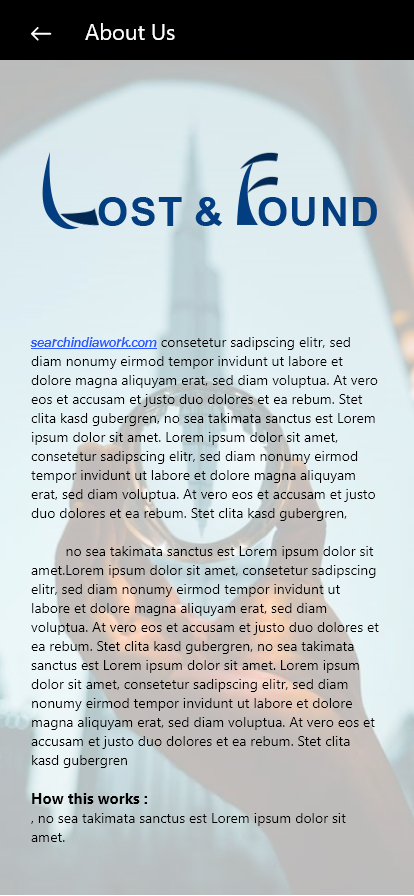 About Us
LOST & FOUND
searchindiawork.com consetetur sadipscing elitr, sed
diam nonumy eirmod tempor invidunt ut labore et
dolore magna aliquyam erat, sed diam voluptua. At vero
eos et accusam et justo duo dolores et ea rebum. Stet
clita kasd gubergren, no sea takimata sanctus est Lorem
ipsum dolor sit amet. Lorem ipsum dolor sit amet,
consetetur sadipscing elitr, sed diam nonumy eirmod
tempor invidunt ut labore et dolore magna aliquyam
erat, sed diam voluptua. At vero eos et accusam et justo
duo dolores et ea rebum. Stet clita kasd gubergren,
no sea takimata sanctus est Lorem ipsum dolor sit
amet.Lorem ipsum dolor sit amet, consetetur sadipscing
elitr, sed diam nonumy eirmod tempor invidunt ut
labore et dolore magna aliquyam erat, sed diam
voluptua. At vero eos et accusam et justo duo dolores et
ea rebum. Stet clita kasd gubergren, no sea takimata
sanctus est Lorem ipsum dolor sit amet. Lorem ipsum
dolor sit amet, consetetur sadipscing elitr, sed diam
nonumy eirmod tempor invidunt ut labore et dolore
magna aliquyam erat, sed diam voluptua. At vero eos et
accusam et justo duo dolores et ea rebum. Stet clita
kasd gubergren
How this works :
, no sea takimata sanctus est Lorem ipsum dolor sit
amet.